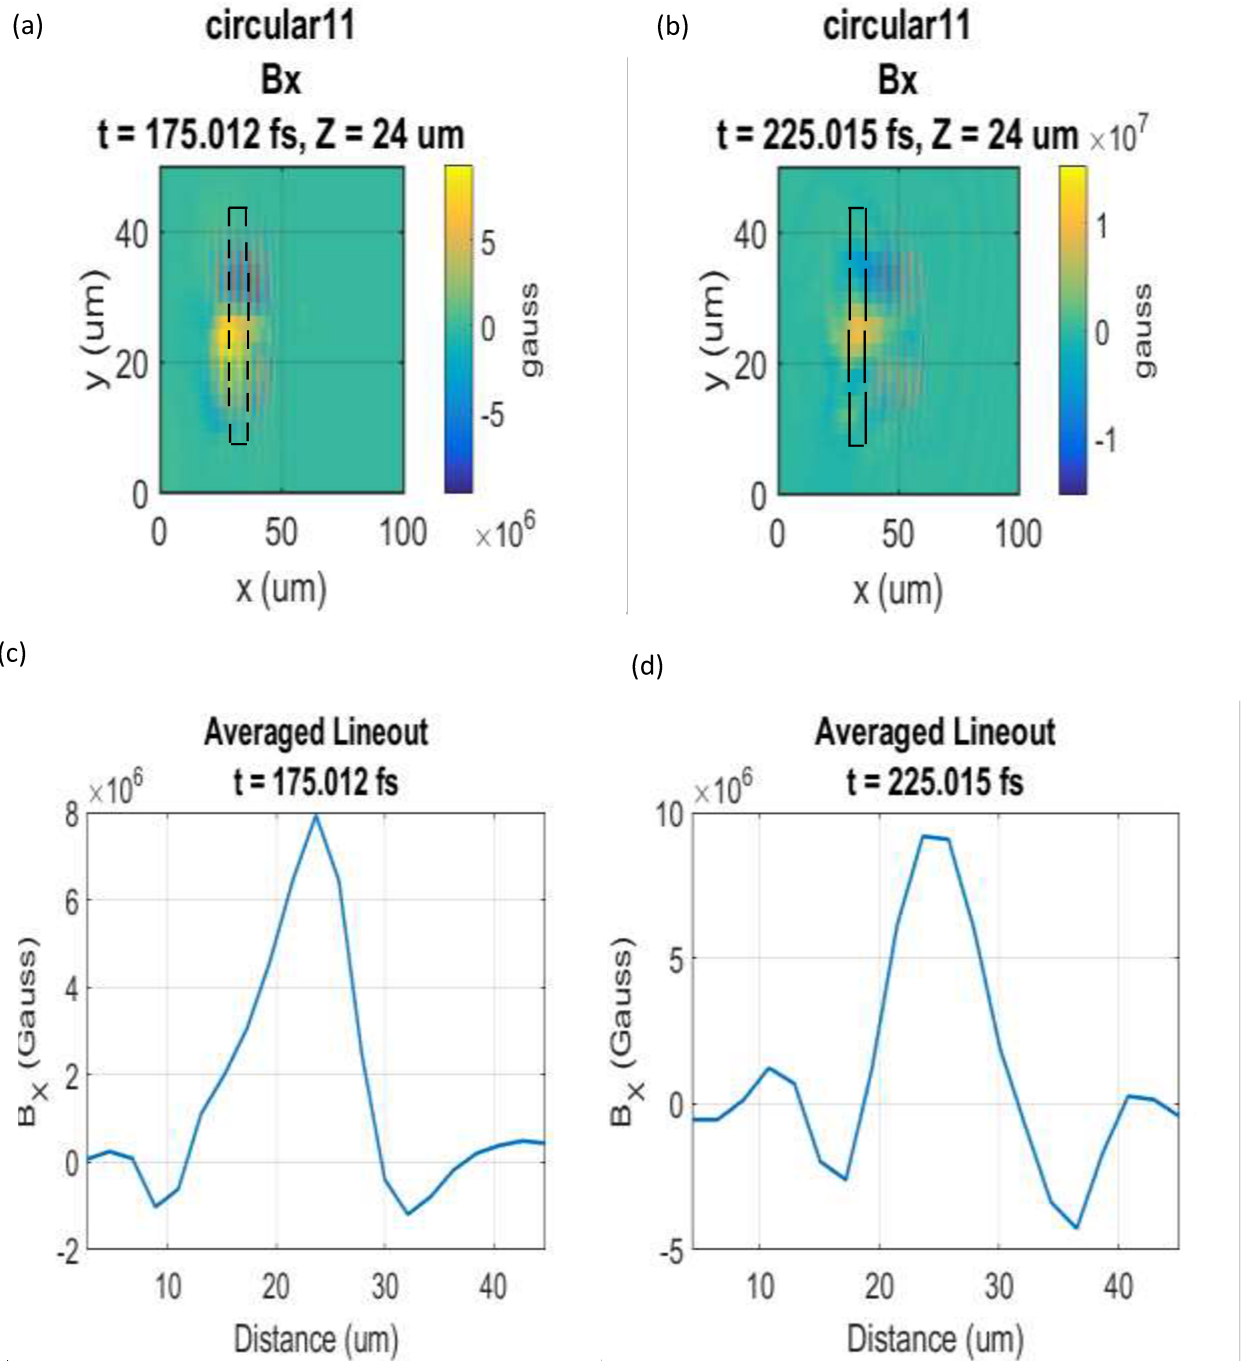 (a)
circular11
Bx
t = 175.012 fs, Z = 24 um
40
20
0
y (um)
0
50
100
x (um)
5
0
-5
×10^6
gauss
(b)
circular11
Bx
t = 225.015 fs, Z = 24 um
×10^7
40
20
0
y (um)
0
50
100
x (um)
1
0
-1
gauss
(c)
Averaged Lineout
t = 175.012 fs
×10^6
8
6
4
2
0
-2
B_X (Gauss)
10
20
30
40
Distance (um)
(d)
Averaged Lineout
t = 225.015 fs
×10^6
10
5
0
-5
B_X (Gauss)
10
20
30
40
Distance (um)